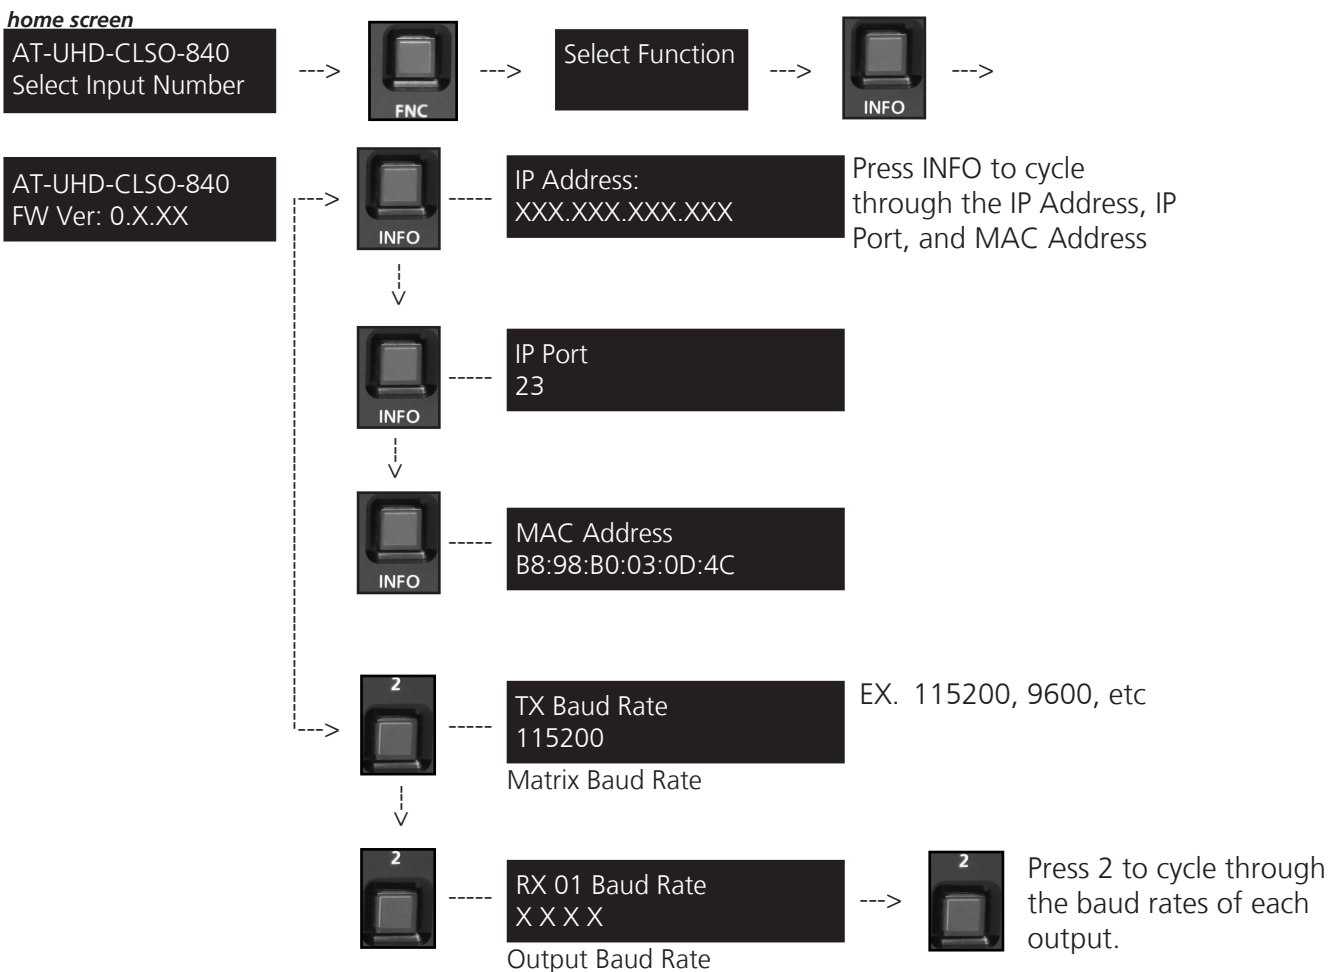 home screen
AT-UHD-CLSO-840
Select Input Number
--->
FNC
--->
Select Function
--->
INFO
--->
AT-UHD-CLSO-840
FW Ver: 0.X.XX
INFO
IP Address:
XXX.XXX.XXX.XXX
Press INFO to cycle
through the IP Address, IP
Port, and MAC Address
INFO
IP Port
23
INFO
MAC Address
B8:98:B0:03:0D:4C
2
TX Baud Rate
115200
Matrix Baud Rate
EX. 115200, 9600, etc
2
RX 01 Baud Rate
X X X X
Output Baud Rate
--->
2
Press 2 to cycle through
the baud rates of each
output.